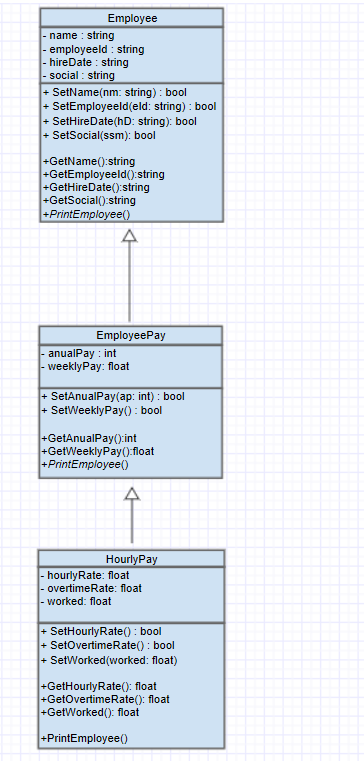 Employee
- name : string
- employeeId : string
- hireDate : string
- social : string
+ SetName(nm: string) : bool
+ SetEmployeeId(eId: string) : bool
+ SetHireDate(hD: string): bool
+ SetSocial(ssm): bool
+GetName():string
+GetEmployeeId():string
+GetHireDate():string
+GetSocial():string
+PrintEmployee()
EmployeePay
- anualPay : int
- weeklyPay: float
+ SetAnualPay(ap: int) : bool
+ SetWeeklyPay() : bool
+GetAnualPay():int
+GetWeeklyPay():float
+PrintEmployee()
HourlyPay
- hourlyRate: float
- overtimeRate: float
- worked: float
+ SetHourlyRate() : bool
+ SetOvertimeRate() : bool
+ SetWorked(worked: float)
+GetHourlyRate(): float
+GetOvertimeRate(): float
+GetWorked(): float
+PrintEmployee()